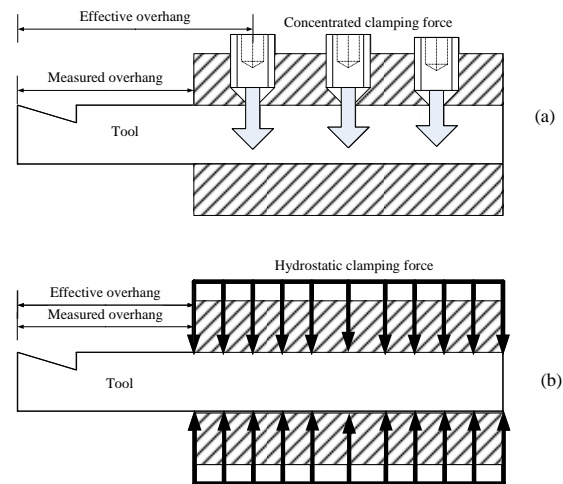 Effective overhang
Concentrated clamping force
Measured overhang
Tool
(a)
Hydrostatic clamping force
Effective overhang
Measured overhang
Tool
(b)